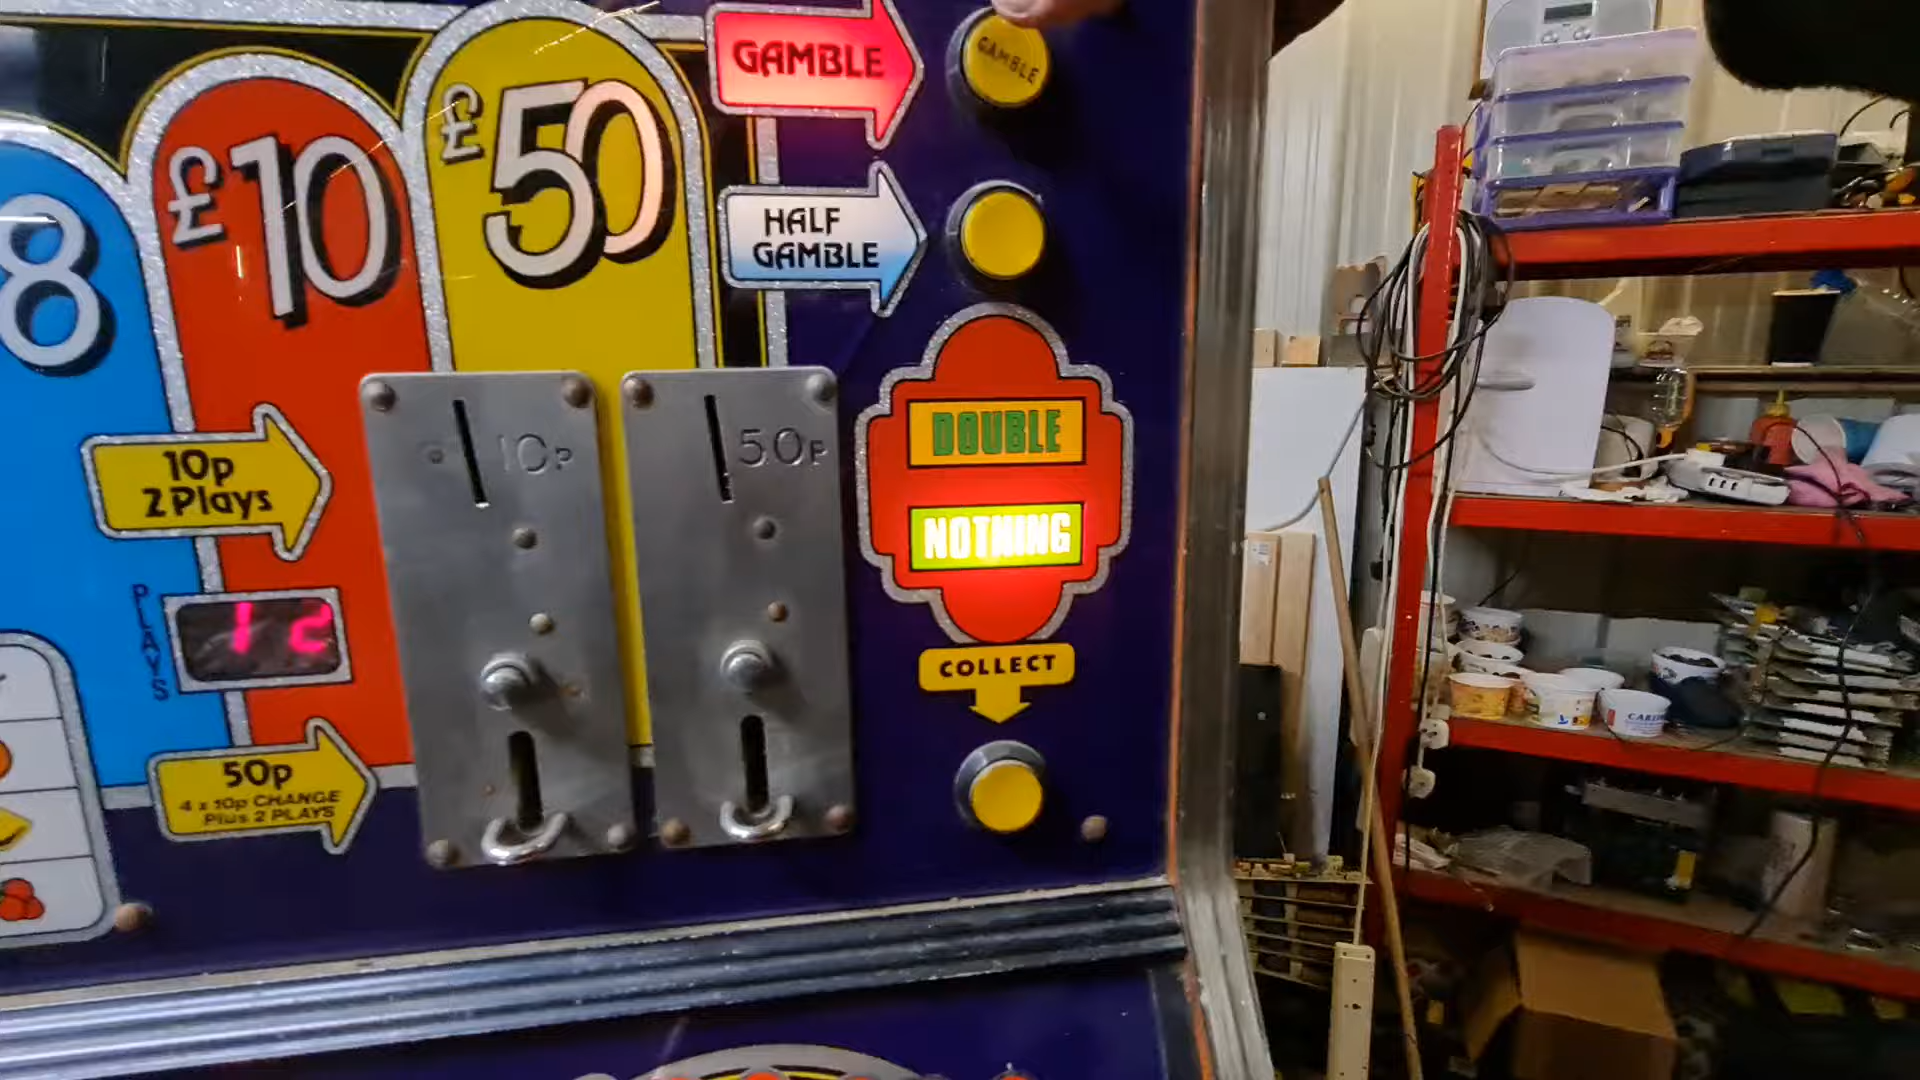 8
£10
£50
GAMBLE
GAMBLE
HALF
GAMBLE
10p
2 Plays
10p
50p
DOUBLE
NOTHING
PLAYS
12
COLLECT
50p
4 x 10p CHANGE
Plus 2 PLAYS